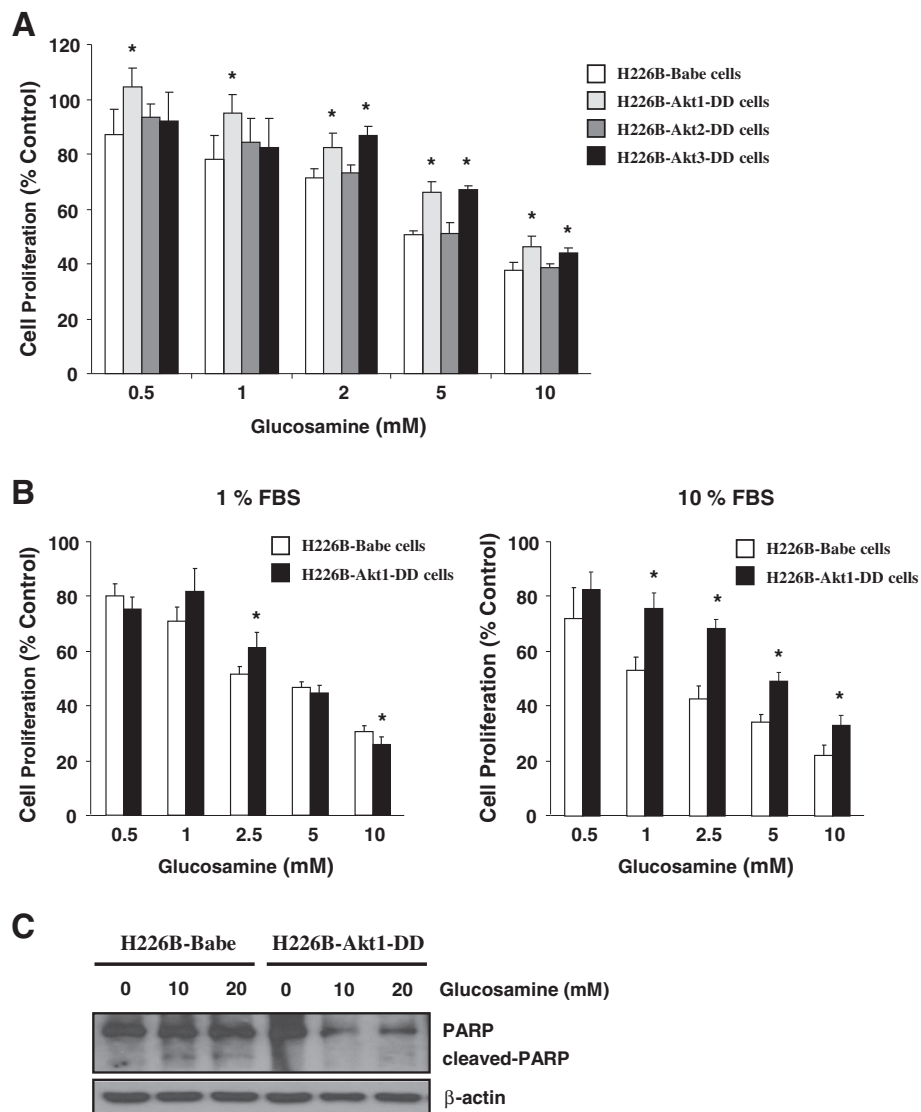 A
Cell Proliferation (% Control)
120
100
80
60
40
20
0
* * * * * * * *
0.5 1 2 5 10
Glucosamine (mM)
H226B-Babe cells
H226B-Akt1-DD cells
H226B-Akt2-DD cells
H226B-Akt3-DD cells
B
1 % FBS
Cell Proliferation (% Control)
100
80
60
40
20
0
H226B-Babe cells
H226B-Akt1-DD cells
* *
0.5 1 2.5 5 10
Glucosamine (mM)
10 % FBS
Cell Proliferation (% Control)
100
80
60
40
20
0
H226B-Babe cells
H226B-Akt1-DD cells
* * * *
0.5 1 2.5 5 10
Glucosamine (mM)
C
H226B-Babe H226B-Akt1-DD
0 10 20 0 10 20 Glucosamine (mM)
PARP
cleaved-PARP
β-actin